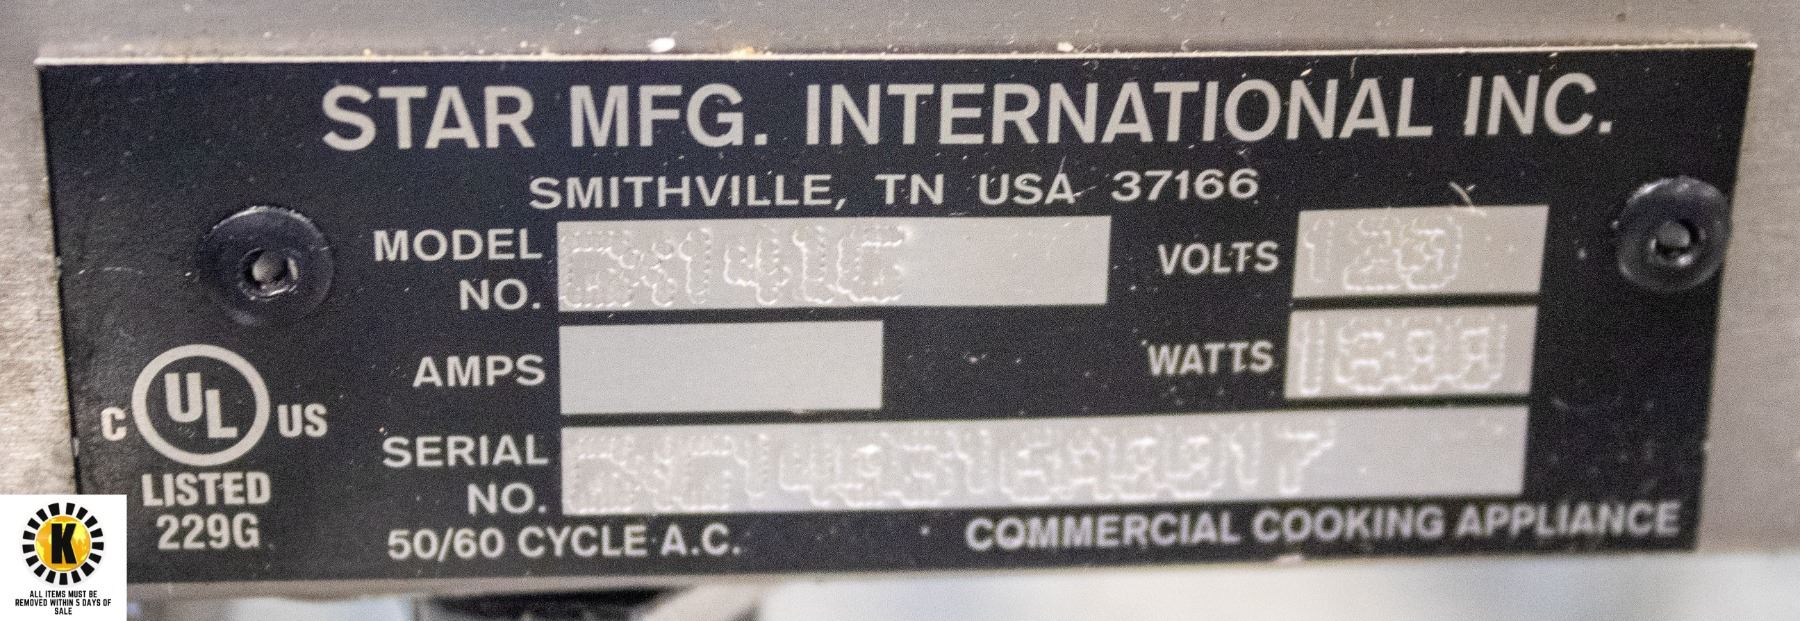 STAR MFG. INTERNATIONAL INC.
SMITHVILLE, TN USA 37166
MODEL NO. GX14IG
VOLTS 120
AMPS
WATTS 1800
SERIAL NO.
C UL US
LISTED
229G
50/60 CYCLE A.C.
COMMERCIAL COOKING APPLIANCE
K
ALL ITEMS MUST BE
REMOVED WITHIN 5 DAYS OF
SALE